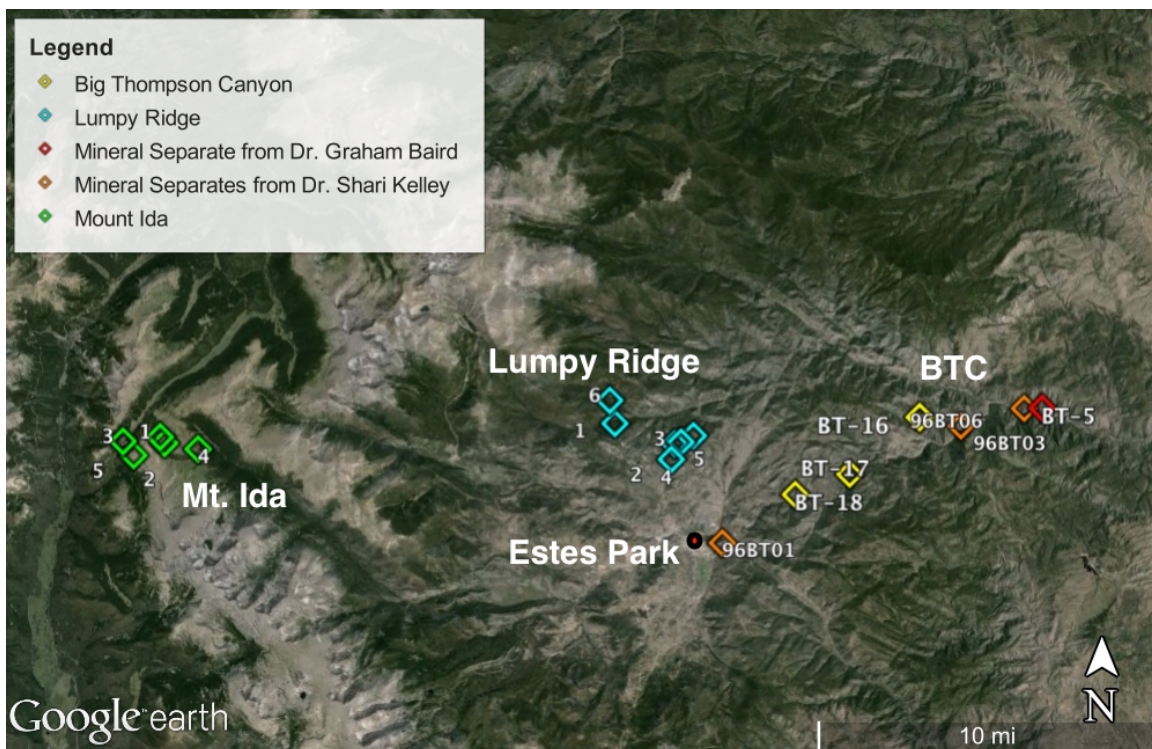 Legend
Big Thompson Canyon
Lumpy Ridge
Mineral Separate from Dr. Graham Baird
Mineral Separates from Dr. Shari Kelley
Mount Ida
Lumpy Ridge
BTC
6
1
3
5
2
4
BT-16
96BT06
BT-5
96BT03
BT-17
BT-18
3
1
4
5
2
Mt. Ida
Estes Park
96BT01
N
Google earth
10 mi